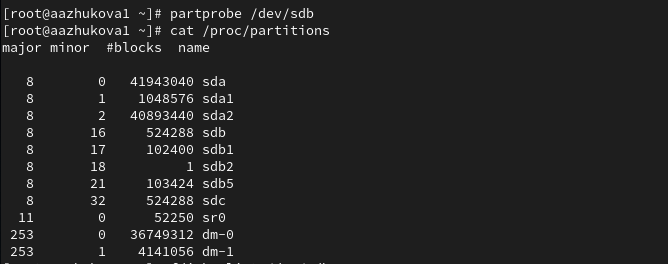 [root@aazhukova1 ~]# partprobe /dev/sdb
[root@aazhukova1 ~]# cat /proc/partitions
major minor  #blocks  name

   8        0   41943040 sda
   8        1    1048576 sda1
   8        2   40893440 sda2
   8       16     524288 sdb
   8       17     102400 sdb1
   8       18          1 sdb2
   8       21     103424 sdb5
   8       32     524288 sdc
  11        0      52250 sr0
 253        0   36749312 dm-0
 253        1    4141056 dm-1